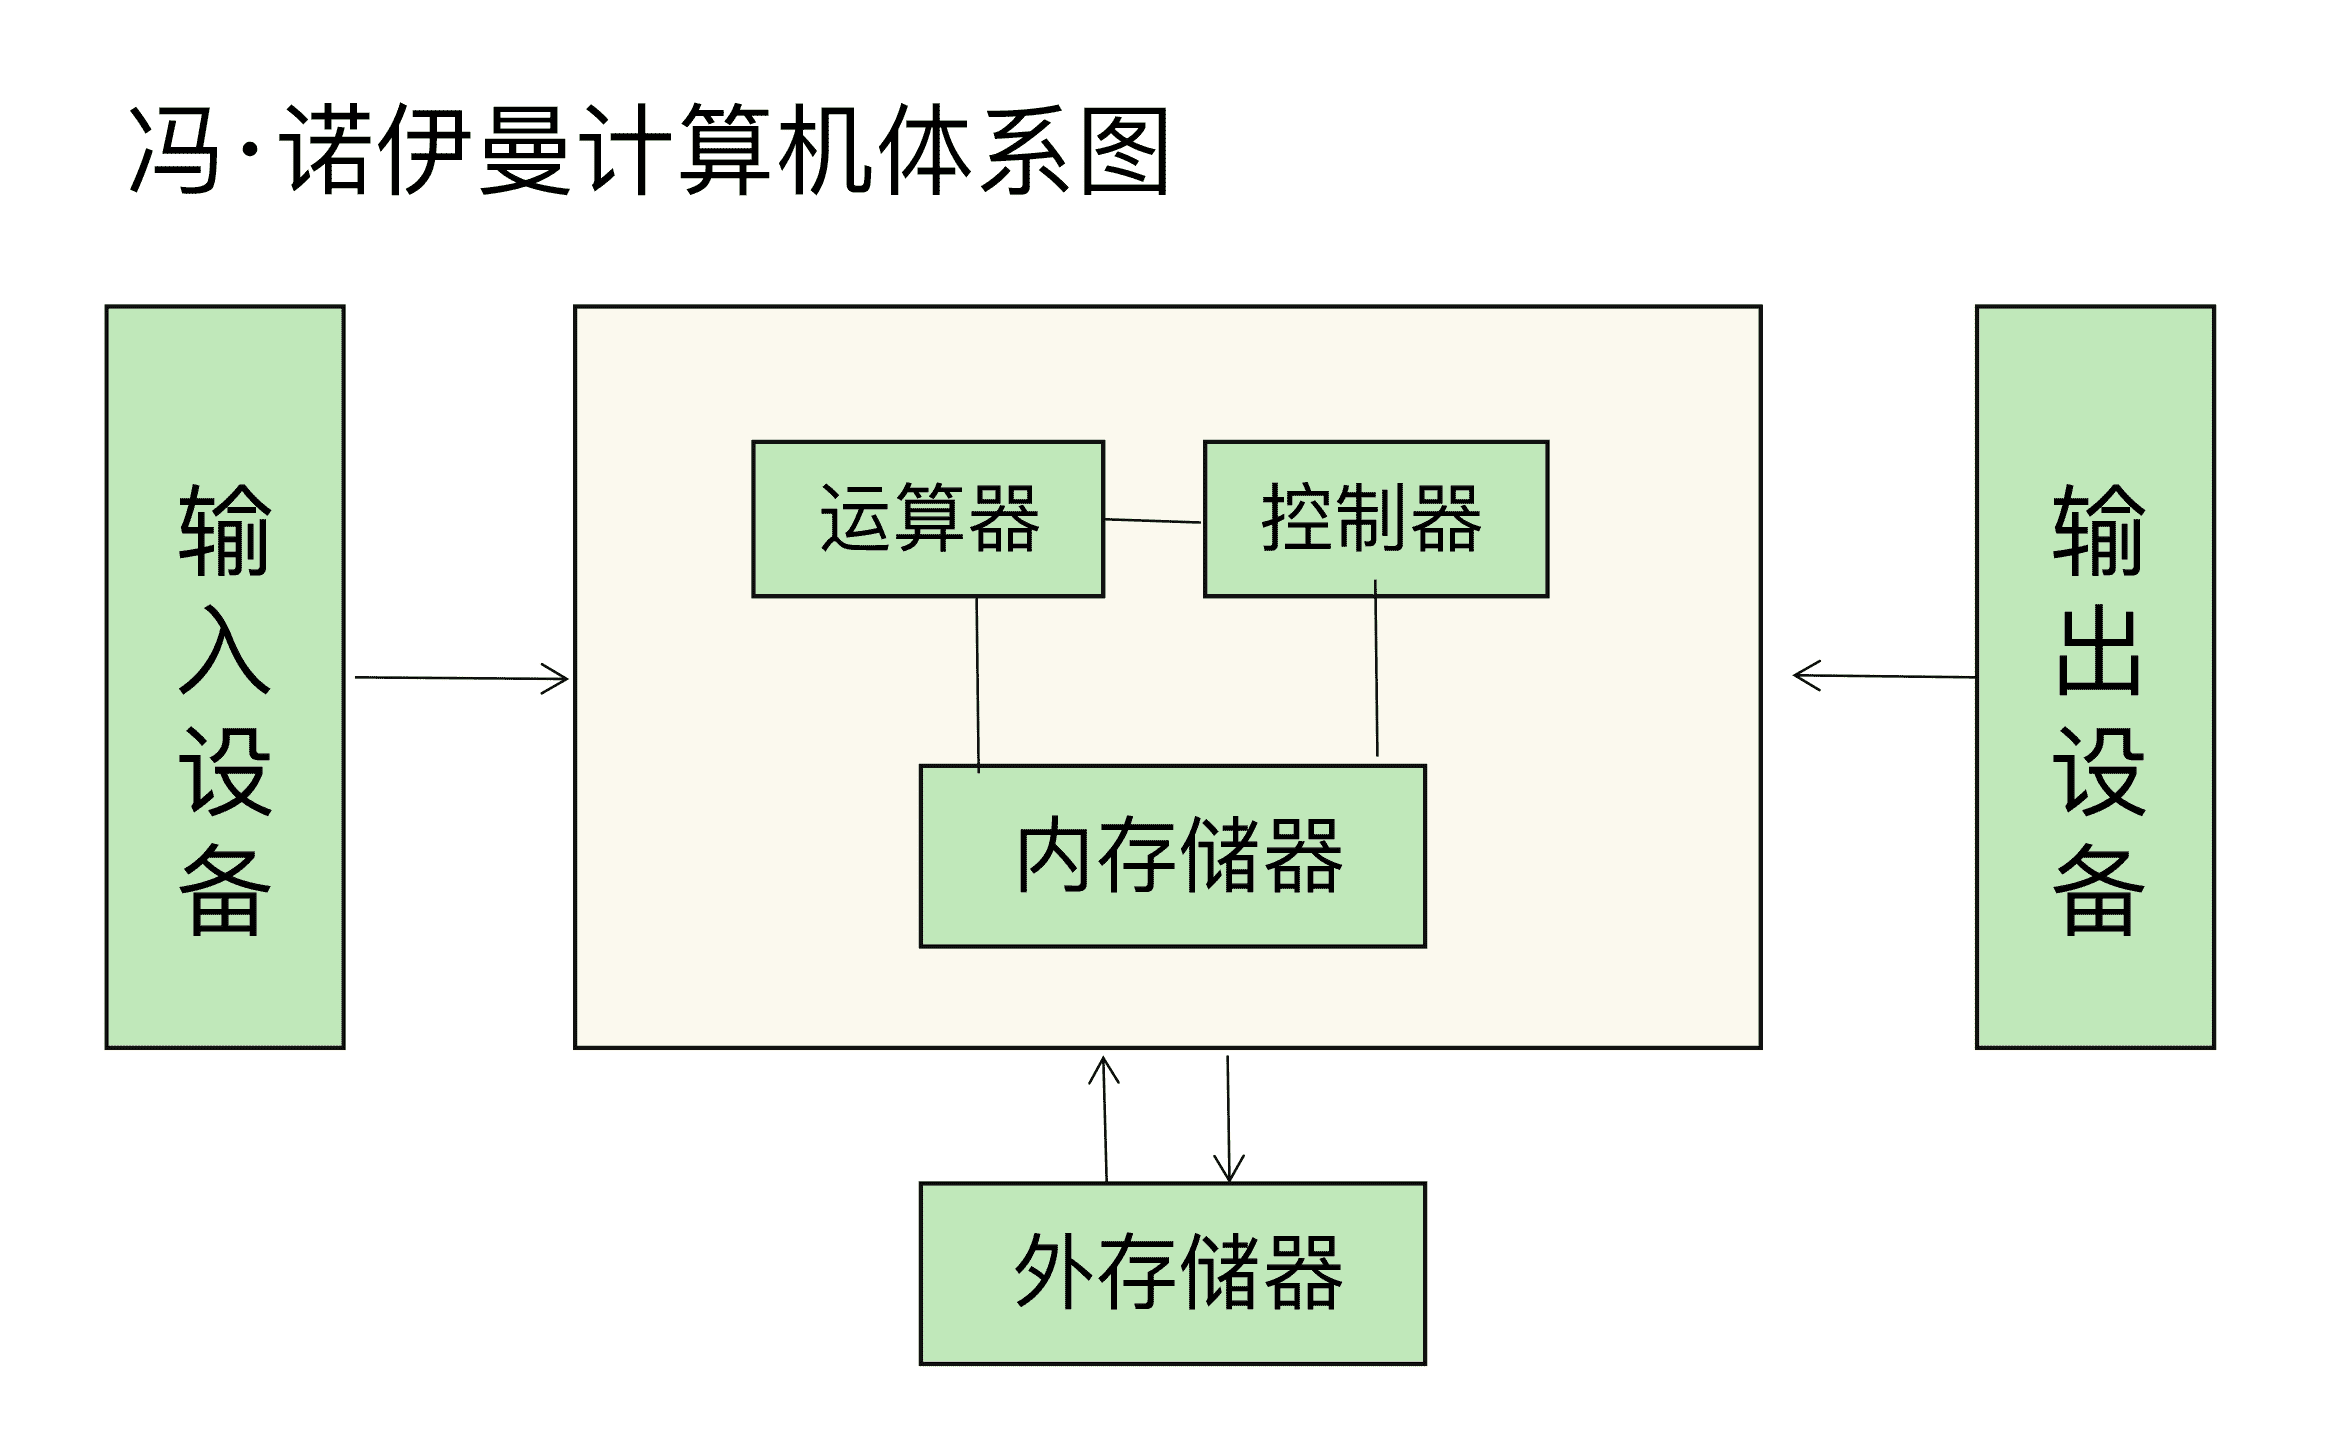 冯·诺伊曼计算机体系图
输入设备
运算器
控制器
内存储器
输出设备
外存储器